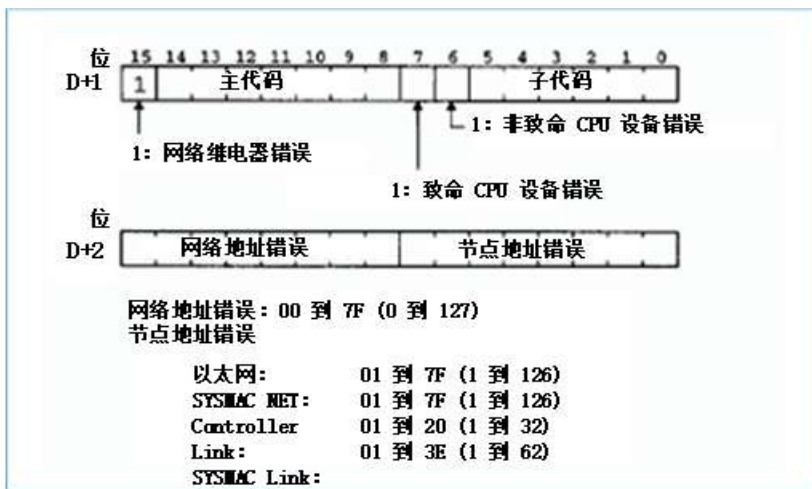 位 15 14 13 12 11 10 9 8 7 6 5 4 3 2 1 0
D+1 1 主代码 子代码
1: 非致命 CPU 设备错误
1: 网络继电器错误
1: 致命 CPU 设备错误
位
D+2 网络地址错误 节点地址错误
网络地址错误: 00 到 7F (0 到 127)
节点地址错误
以太网: 01 到 7F (1 到 126)
SYSMAC NET: 01 到 7F (1 到 126)
Controller 01 到 20 (1 到 32)
Link: 01 到 3E (1 到 62)
SYSMAC Link: